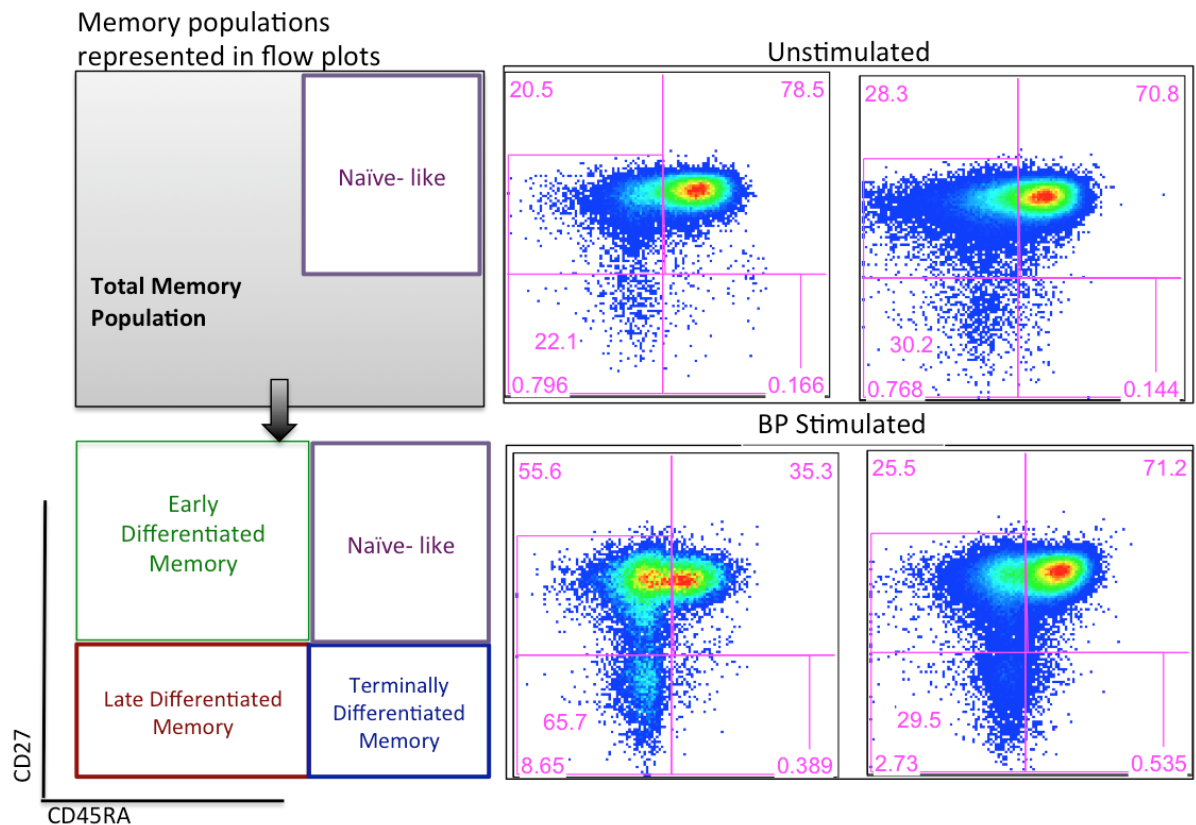 Memory populations
represented in flow plots
Naïve- like
Total Memory
Population
Early
Differentiated
Memory
Naïve- like
Late Differentiated
Memory
Terminally
Differentiated
Memory
CD27
CD45RA
Unstimulated
20.5
78.5
22.1
0.796
0.166
28.3
70.8
30.2
0.768
0.144
BP Stimulated
55.6
35.3
65.7
8.65
0.389
25.5
71.2
29.5
2.73
0.535